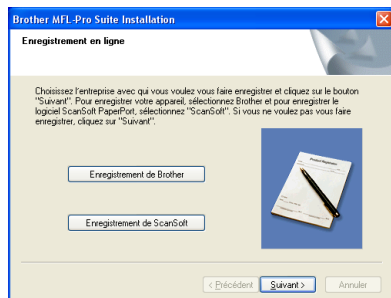 Brother MFL-Pro Suite Installation
Enregistrement en ligne
Choisissez l'entreprise avec qui vous voulez vous faire enregistrer et cliquez sur le bouton
"Suivant". Pour enregistrer votre appareil, sélectionnez Brother et pour enregistrer le
logiciel ScanSoft PaperPort, sélectionnez "ScanSoft". Si vous ne voulez pas vous faire
enregistrer, cliquez sur "Suivant".
Enregistrement de Brother
Enregistrement de ScanSoft
< Précédent
Suivant >
Annuler